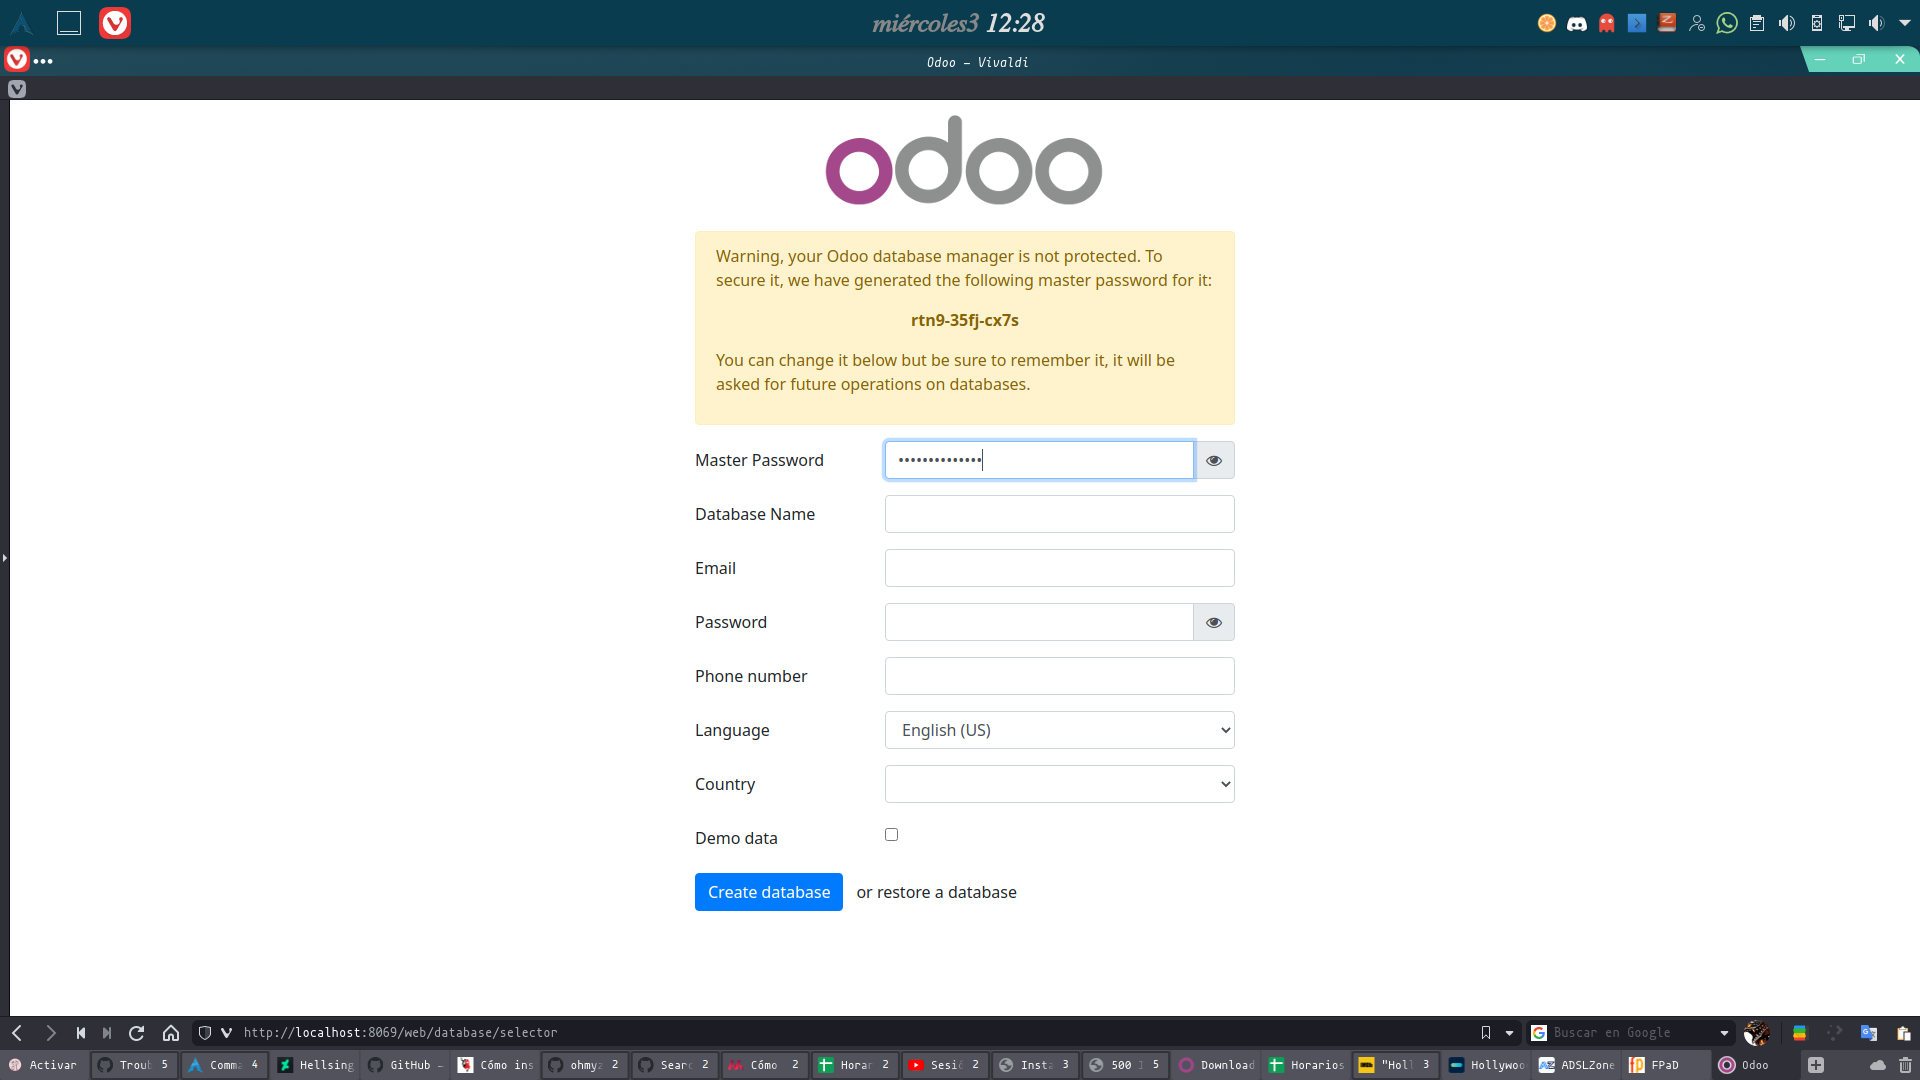 miércoles3 12:28
Odoo – Vivaldi
odoo
Warning, your Odoo database manager is not protected. To
secure it, we have generated the following master password for it:
rtn9-35fj-cx7s
You can change it below but be sure to remember it, it will be
asked for future operations on databases.
Master Password ••••••••••••••
Database Name
Email
Password
Phone number
Language English (US)
Country
Demo data
Create database or restore a database
http://localhost:8069/web/database/selector
Buscar en Google
Activar Troub 5 Comma 4 Hellsing GitHub – Cómo ins ohmyz 2 Searc 2 Cómo 2 Horar 2 Sesió 2 Insta 3 500 I 5 Download Horarios "Holl 3 Hollywoo ADSLZone FPaD Odoo